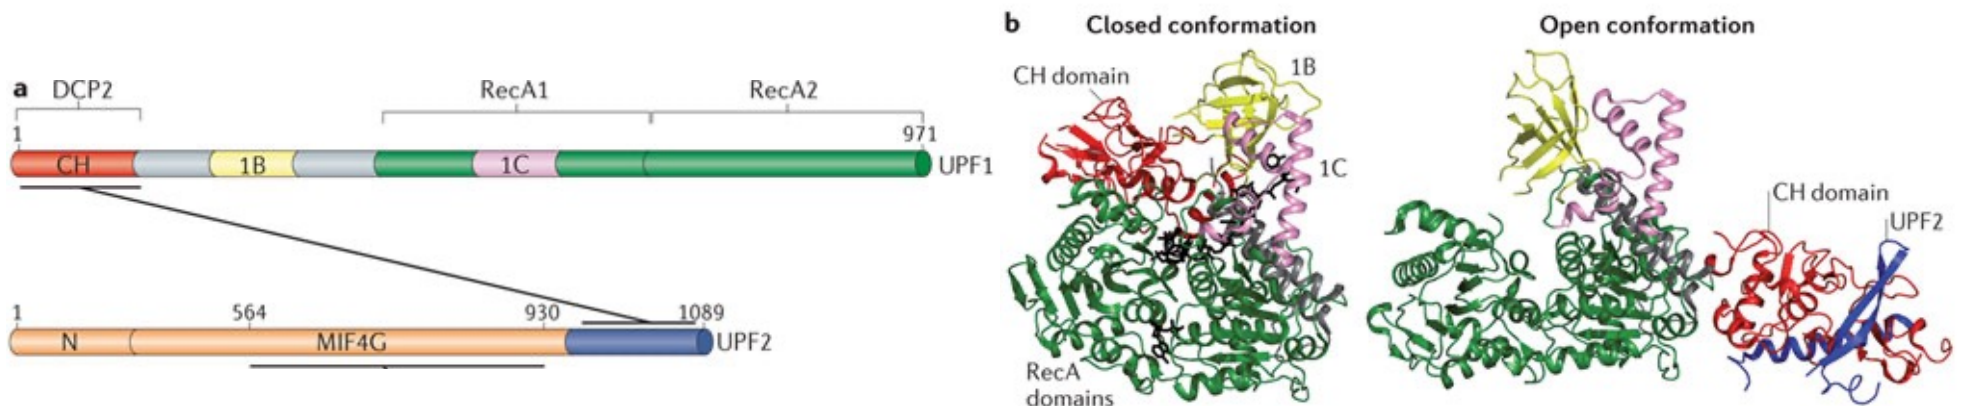 a
DCP2
RecA1
RecA2
1
971
CH
1B
1C
UPF1
1
564
930
1089
N
MIF4G
UPF2
b
Closed conformation
CH domain
1B
1C
RecA
domains
Open conformation
CH domain
UPF2